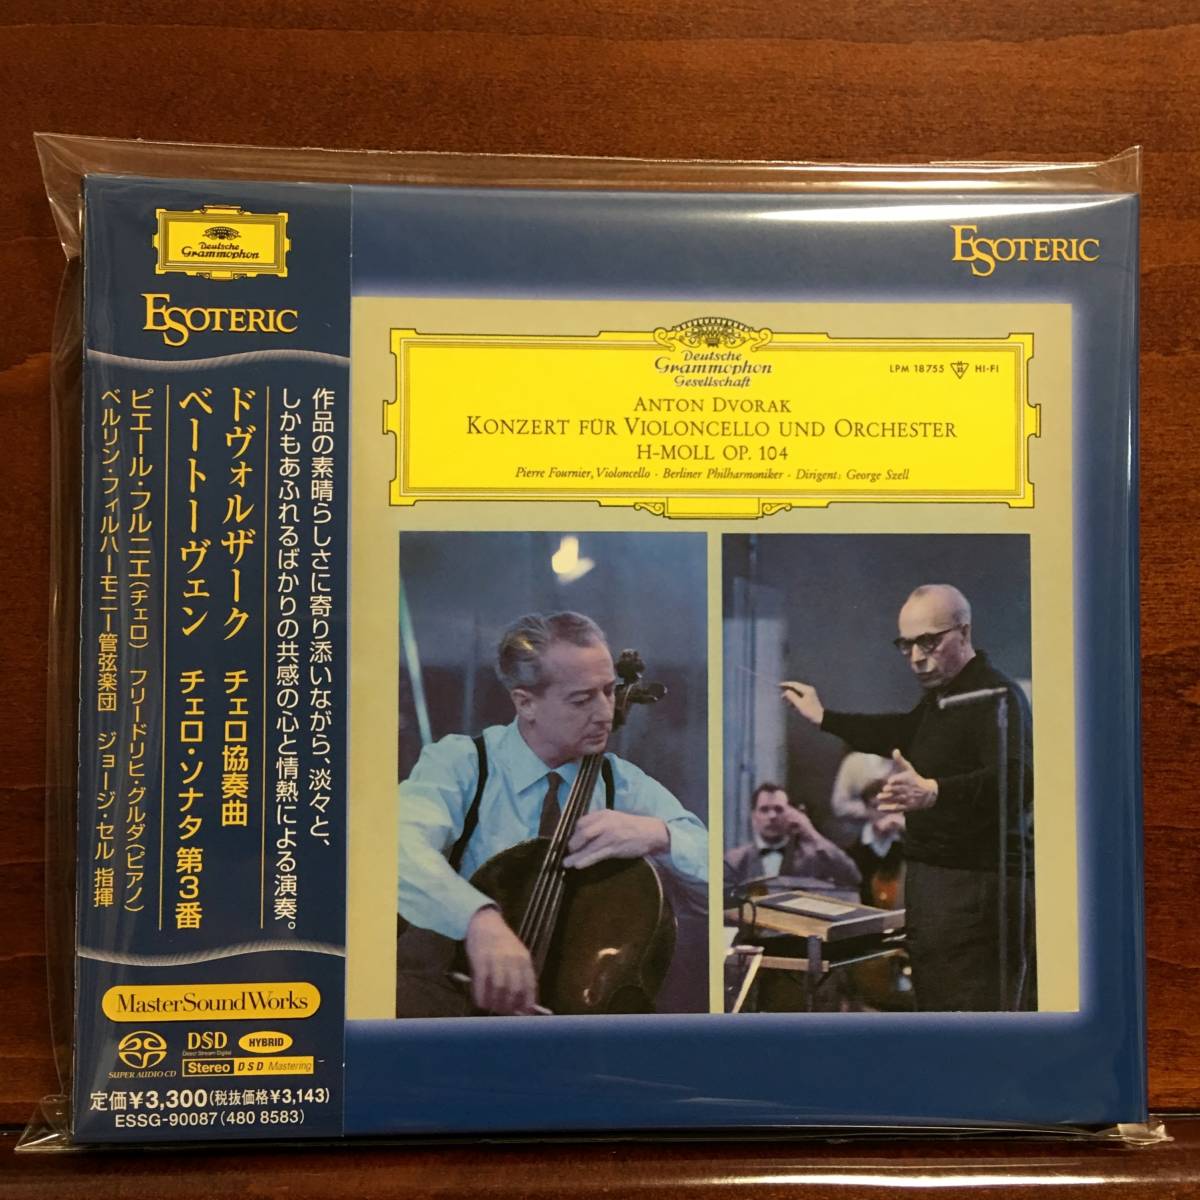 Deutsche
Grammophon
ESOTERIC
作品の素晴らしさに寄り添いながら、淡々と、
しかもあふれるばかりの共感の心と情熱による演奏。
ドヴォルザーク チェロ協奏曲
ベートーヴェン チェロ・ソナタ 第3番
ピエール・フルニエ(チェロ) フリードリヒ・グルダ(ピアノ)
ベルリン・フィルハーモニー管弦楽団 ジョージ・セル 指揮
MasterSoundWorks
SUPER AUDIO CD
DSD
Direct Stream Digital
HYBRID
Stereo DSD Mastering
定価¥3,300(税抜価格¥3,143)
ESSG-90087(480 8583)
ESOTERIC
Deutsche
Grammophon
Gesellschaft
LPM 18755 HI-FI
ANTON DVORAK
KONZERT FÜR VIOLONCELLO UND ORCHESTER
H-MOLL OP. 104
Pierre Fournier, Violoncello · Berliner Philharmoniker · Dirigent: George Szell